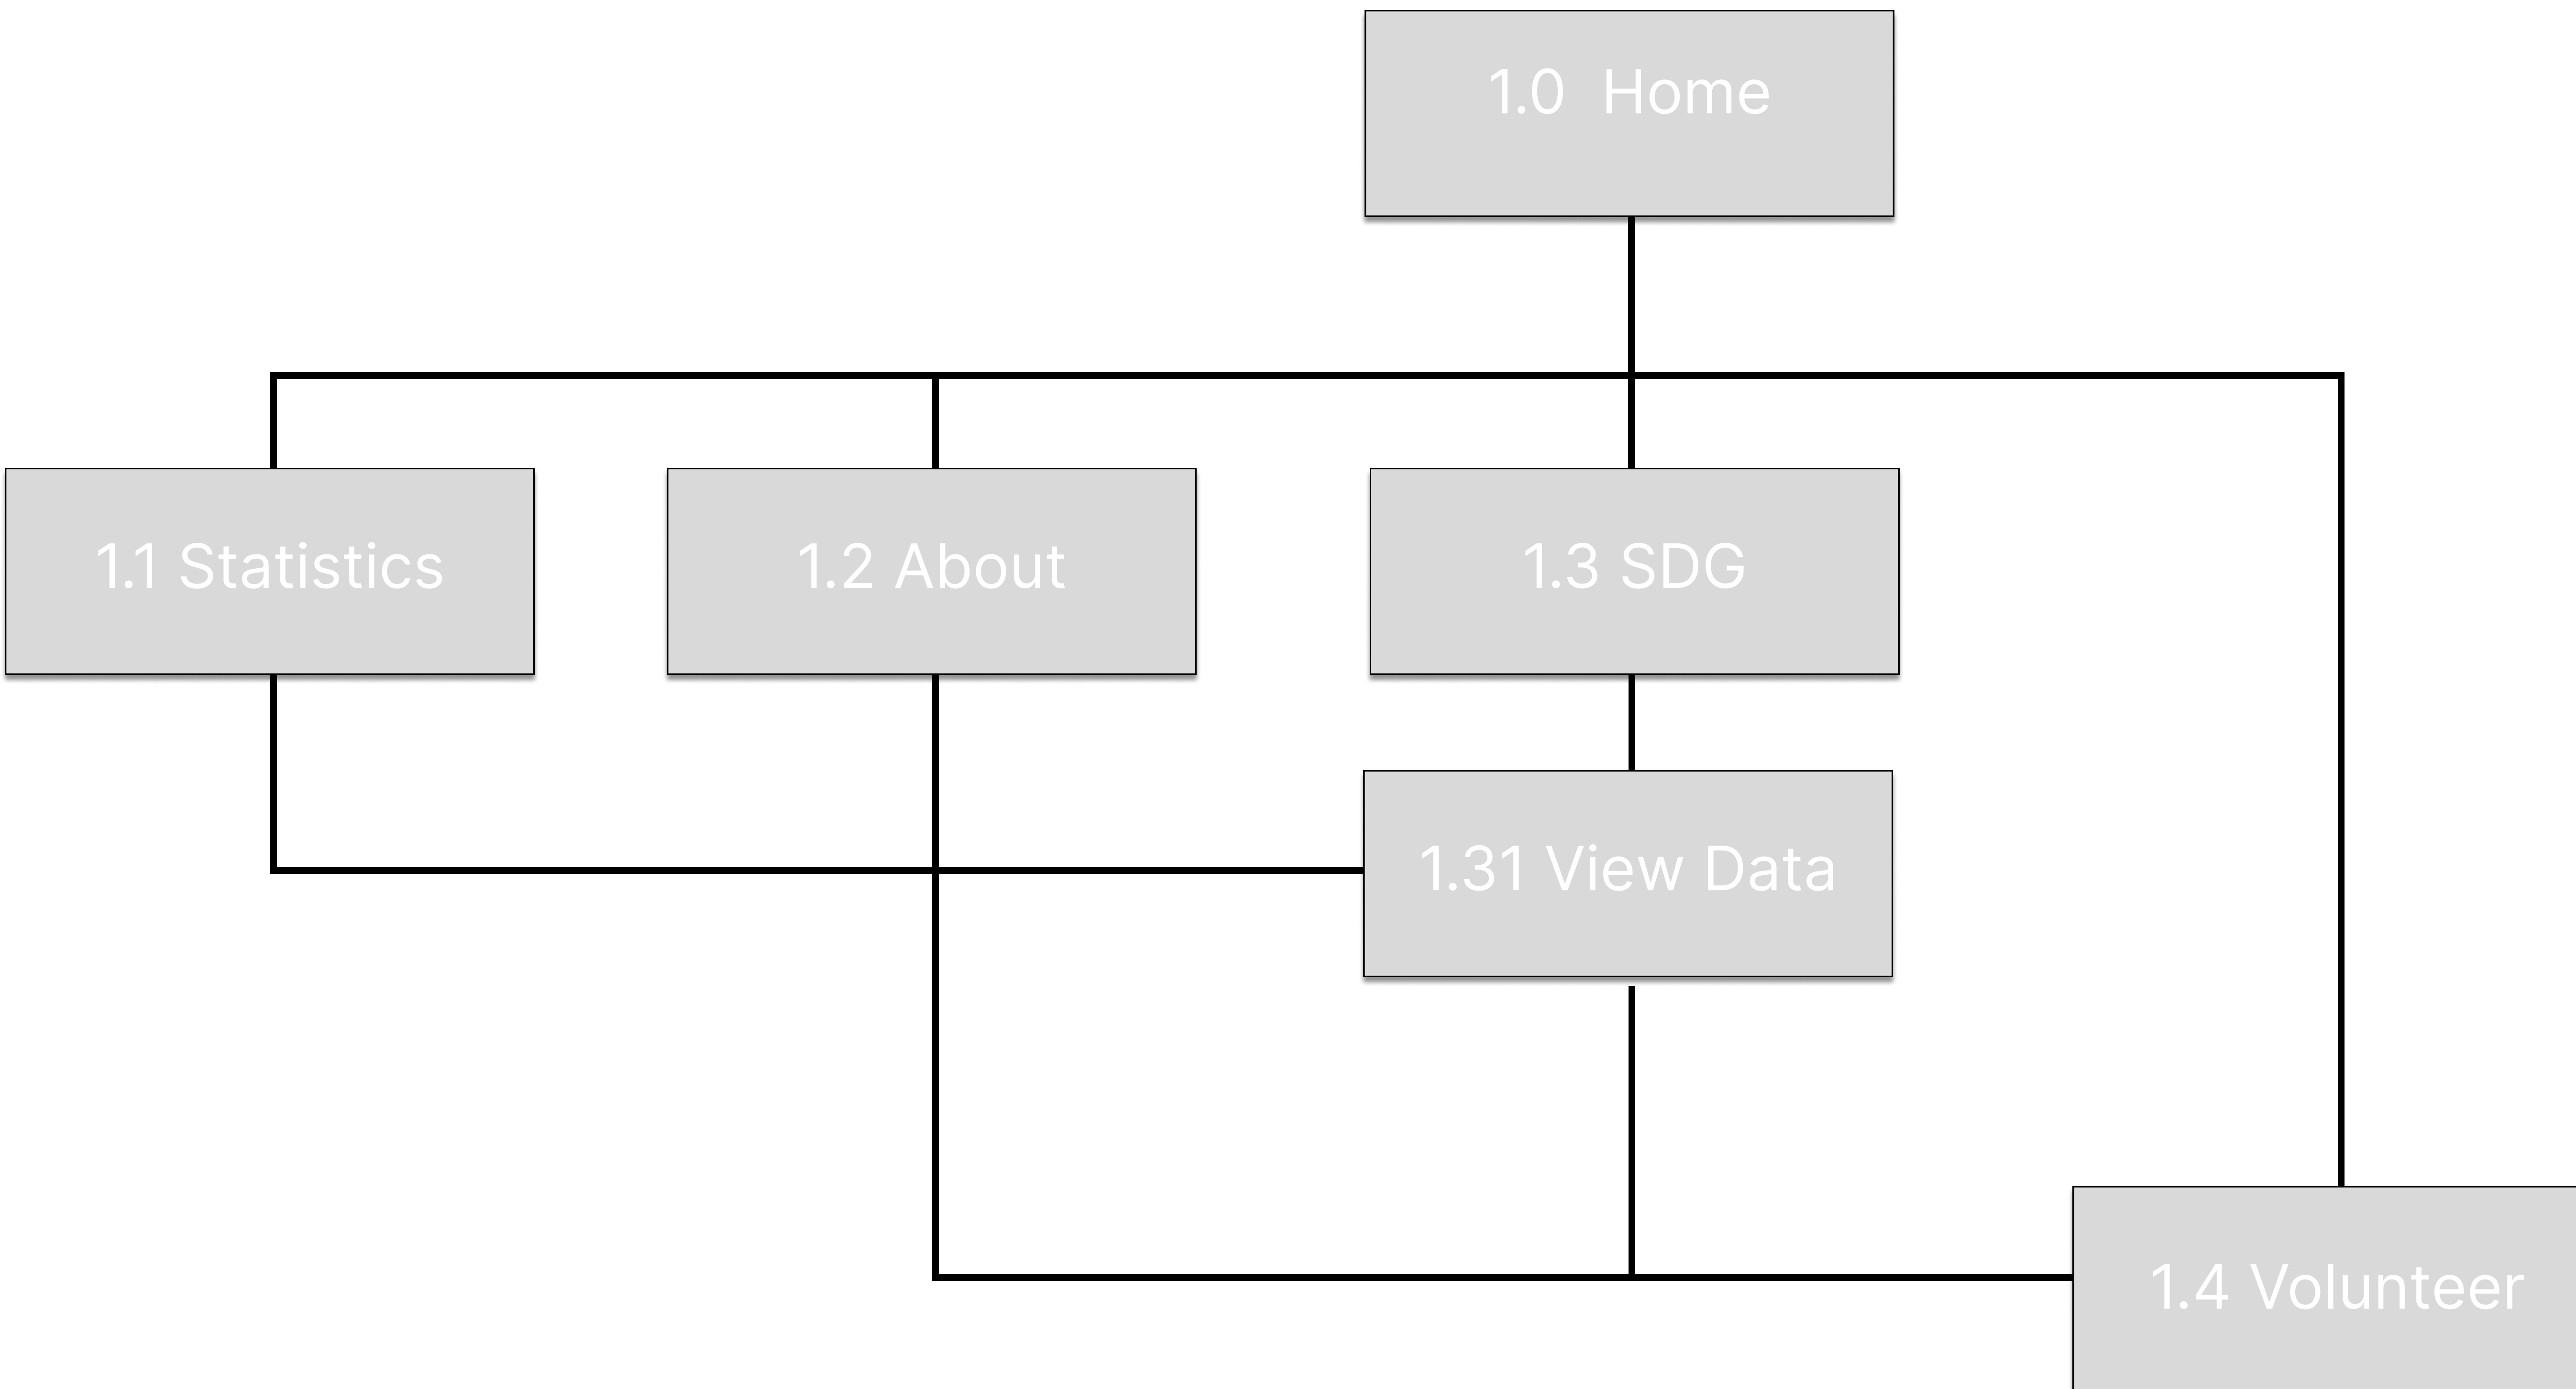 1.0  Home
1.1 Statistics
1.2 About
1.3 SDG
1.31 View Data
1.4 Volunteer